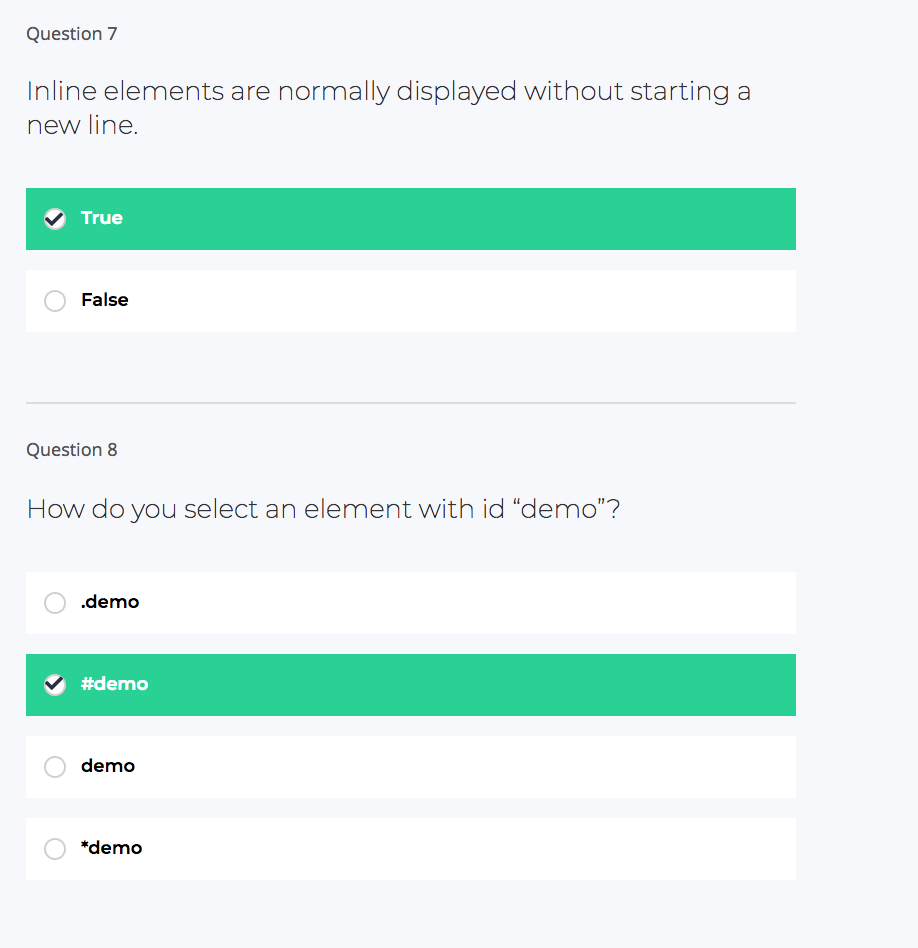 Question 7
Inline elements are normally displayed without starting a
new line.
True
False
Question 8
How do you select an element with id “demo”?
.demo
#demo
demo
*demo